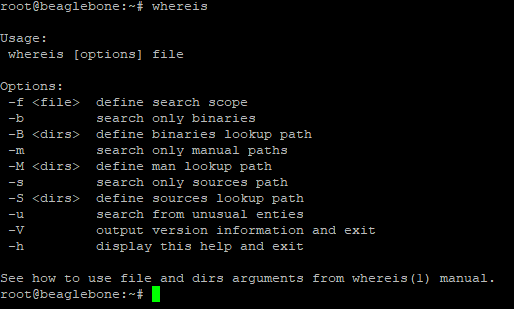 root@beaglebone:~# whereis
Usage:
 whereis [options] file
Options:
 -f <file>  define search scope
 -b         search only binaries
 -B <dirs>  define binaries lookup path
 -m         search only manual paths
 -M <dirs>  define man lookup path
 -s         search only sources path
 -S <dirs>  define sources lookup path
 -u         search from unusual enties
 -V         output version information and exit
 -h         display this help and exit
See how to use file and dirs arguments from whereis(1) manual.
root@beaglebone:~#